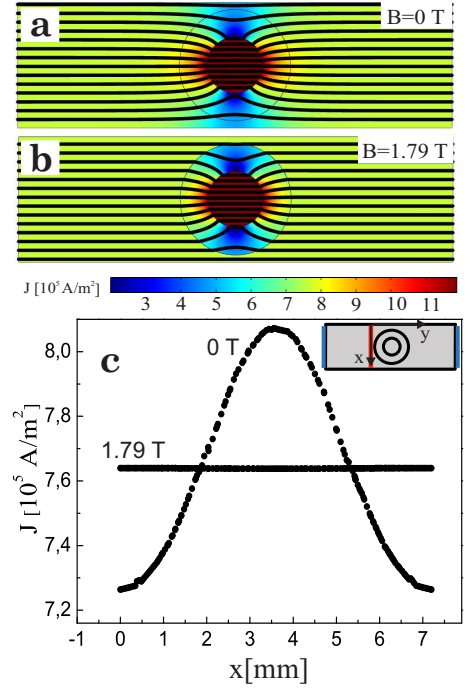 a
B=0 T
b
B=1.79 T
J [10⁵ A/m²]
3 4 5 6 7 8 9 10 11
c
0 T
1.79 T
y
x
J [10⁵ A/m²]
8,0
7,8
7,6
7,4
7,2
-1 0 1 2 3 4 5 6 7
x[mm]